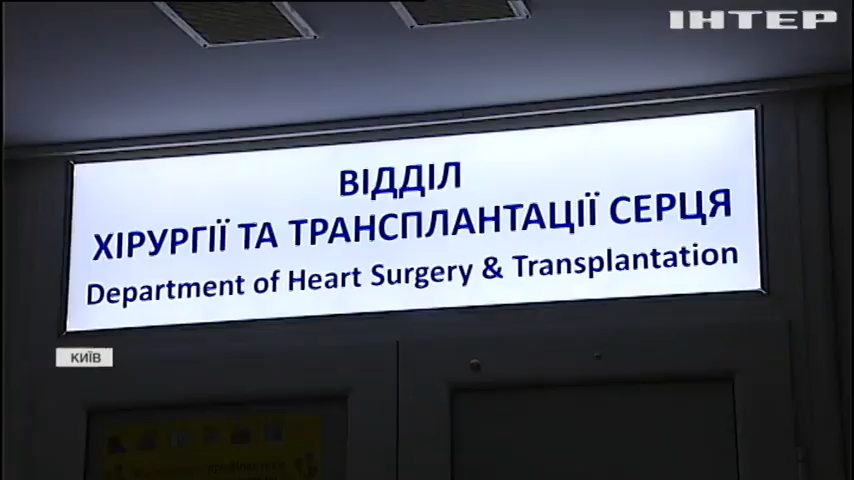 ІНТЕР
ВІДДІЛ
ХІРУРГІЇ ТА ТРАНСПЛАНТАЦІЇ СЕРЦЯ
Department of Heart Surgery & Transplantation
КИЇВ